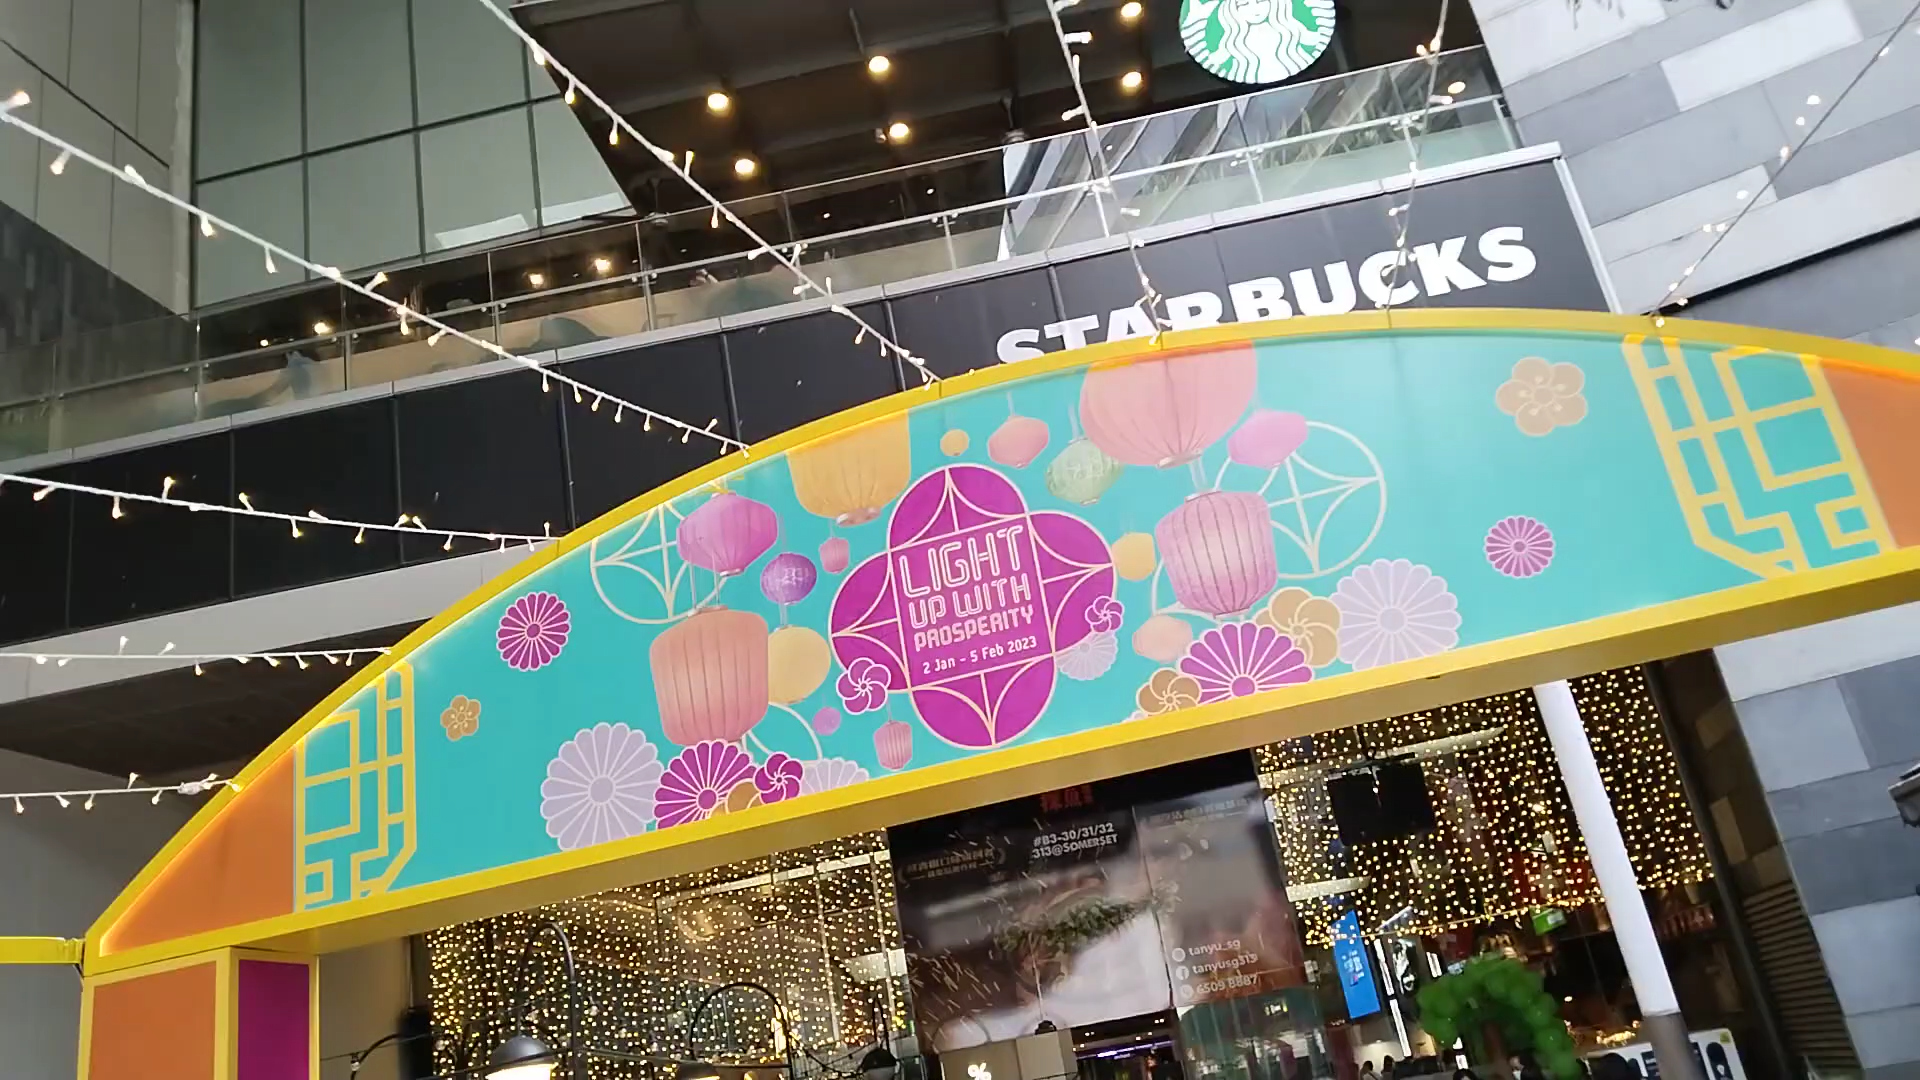 STARBUCKS
LIGHT
UP WITH
PROSPERITY
2 Jan - 5 Feb 2023
#B3-30/31/32
313@SOMERSET
tanyu_sg
tanyusg313
6509 8887
%